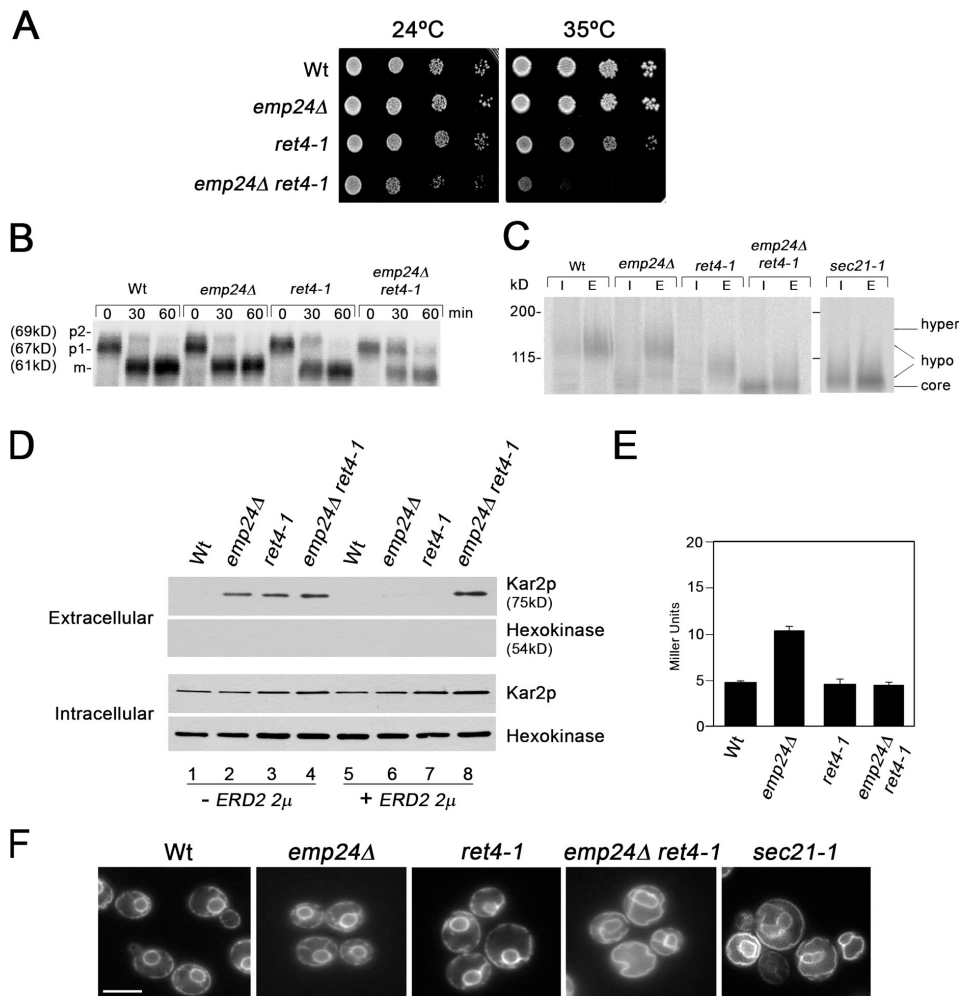 A
24ºC 35ºC
Wt
emp24Δ
ret4-1
emp24Δ ret4-1
B
Wt emp24Δ ret4-1 emp24Δ ret4-1
0 30 60 0 30 60 0 30 60 0 30 60 min
(69kD) p2-
(67kD) p1-
(61kD) m-
C
kD Wt emp24Δ ret4-1 emp24Δ ret4-1 sec21-1
I E I E I E I E I E
200-
115-
hyper
hypo
core
D
Wt emp24Δ ret4-1 emp24Δ ret4-1 Wt emp24Δ ret4-1 emp24Δ ret4-1
Extracellular
Kar2p
(75kD)
Hexokinase
(54kD)
Intracellular
Kar2p
Hexokinase
1 2 3 4 5 6 7 8
- ERD2 2µ + ERD2 2µ
E
Miller Units
20
15
10
5
0
Wt emp24Δ ret4-1 emp24Δ ret4-1
F
Wt emp24Δ ret4-1 emp24Δ ret4-1 sec21-1